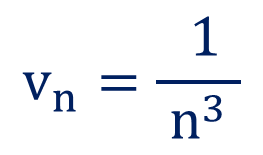 vₙ = 1/n³